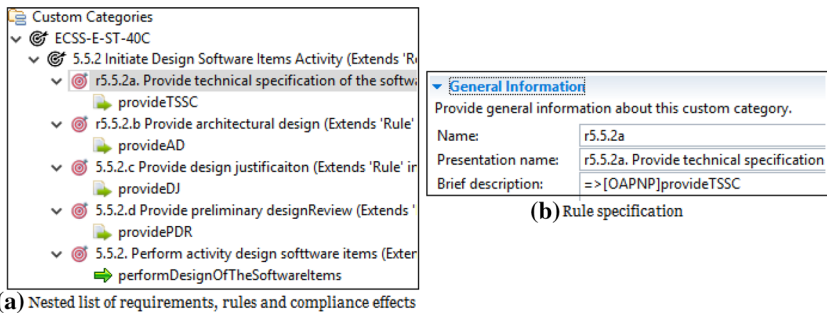 Custom Categories
ECSS-E-ST-40C
5.5.2 Initiate Design Software Items Activity (Extends 'R
r5.5.2a. Provide technical specification of the softwa
provideTSSC
r5.5.2.b Provide architectural design (Extends 'Rule'
provideAD
5.5.2.c Provide design justificaiton (Extends 'Rule' in
provideDJ
5.5.2.d Provide preliminary designReview (Extends '
providePDR
5.5.2. Perform activity design softtware items (Exter
performDesignOfTheSoftwareItems
(a) Nested list of requirements, rules and compliance effects
General Information
Provide general information about this custom category.
Name: r5.5.2a
Presentation name: r5.5.2a. Provide technical specification
Brief description: =>[OAPNP]provideTSSC
(b) Rule specification